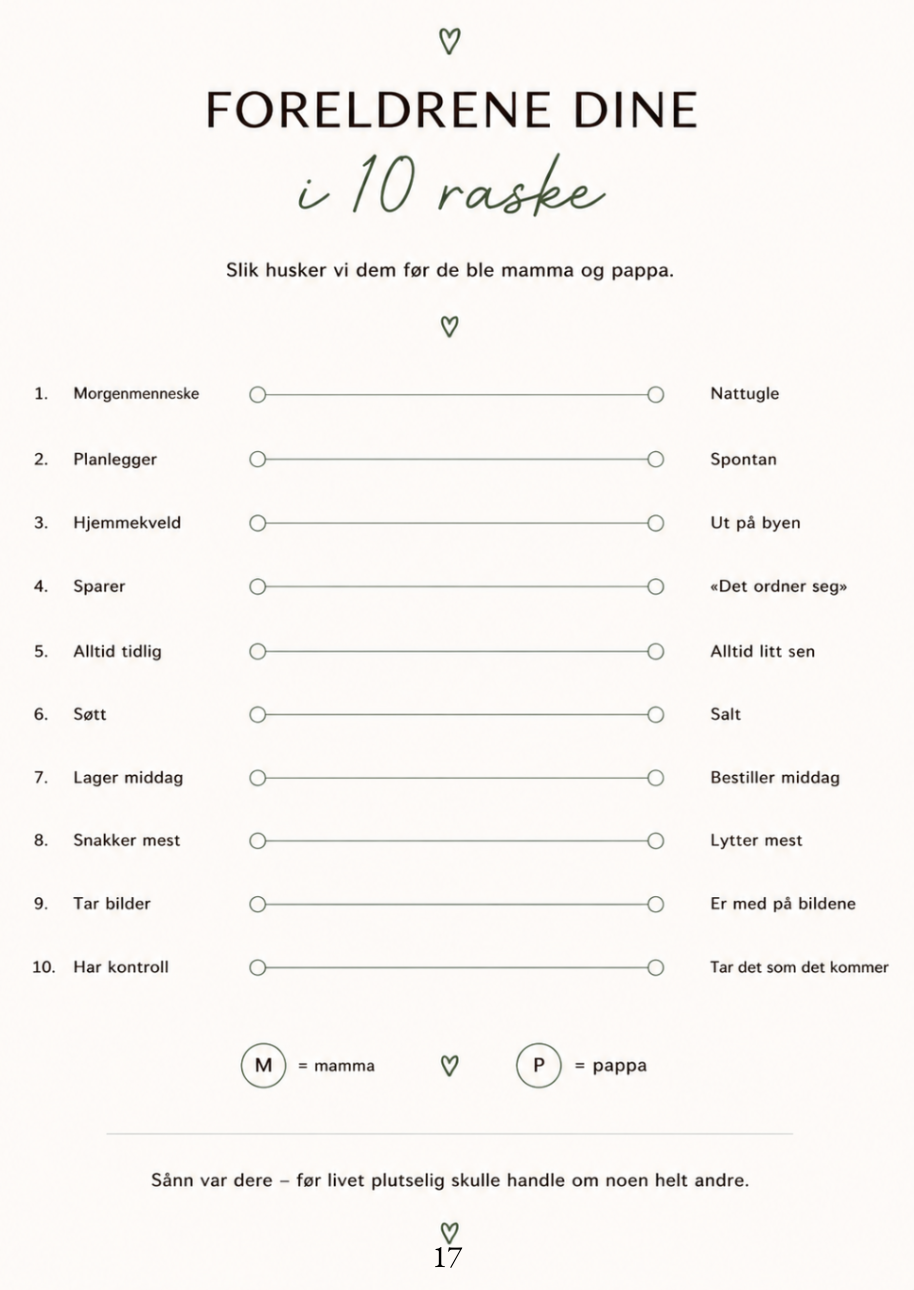 FORELDRENE DINE
i 10 raske
Slik husker vi dem før de ble mamma og pappa.
1. Morgenmenneske Nattugle
2. Planlegger Spontan
3. Hjemmekveld Ut på byen
4. Sparer «Det ordner seg»
5. Alltid tidlig Alltid litt sen
6. Søtt Salt
7. Lager middag Bestiller middag
8. Snakker mest Lytter mest
9. Tar bilder Er med på bildene
10. Har kontroll Tar det som det kommer
M = mamma P = pappa
Sånn var dere – før livet plutselig skulle handle om noen helt andre.
17